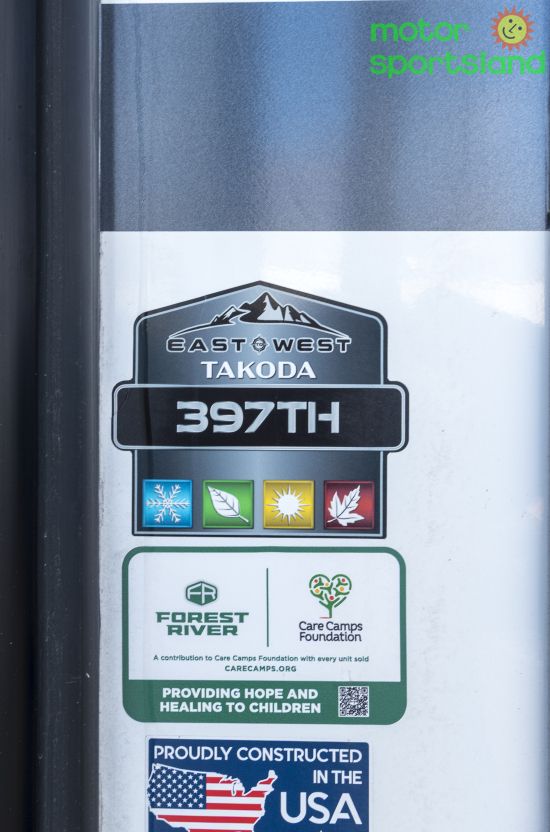 motor
sportsland
EAST WEST
TAKODA
397TH
FR
FOREST
RIVER
Care Camps
Foundation
A contribution to Care Camps Foundation with every unit sold
CARECAMPS.ORG
PROVIDING HOPE AND
HEALING TO CHILDREN
PROUDLY CONSTRUCTED
IN THE
USA